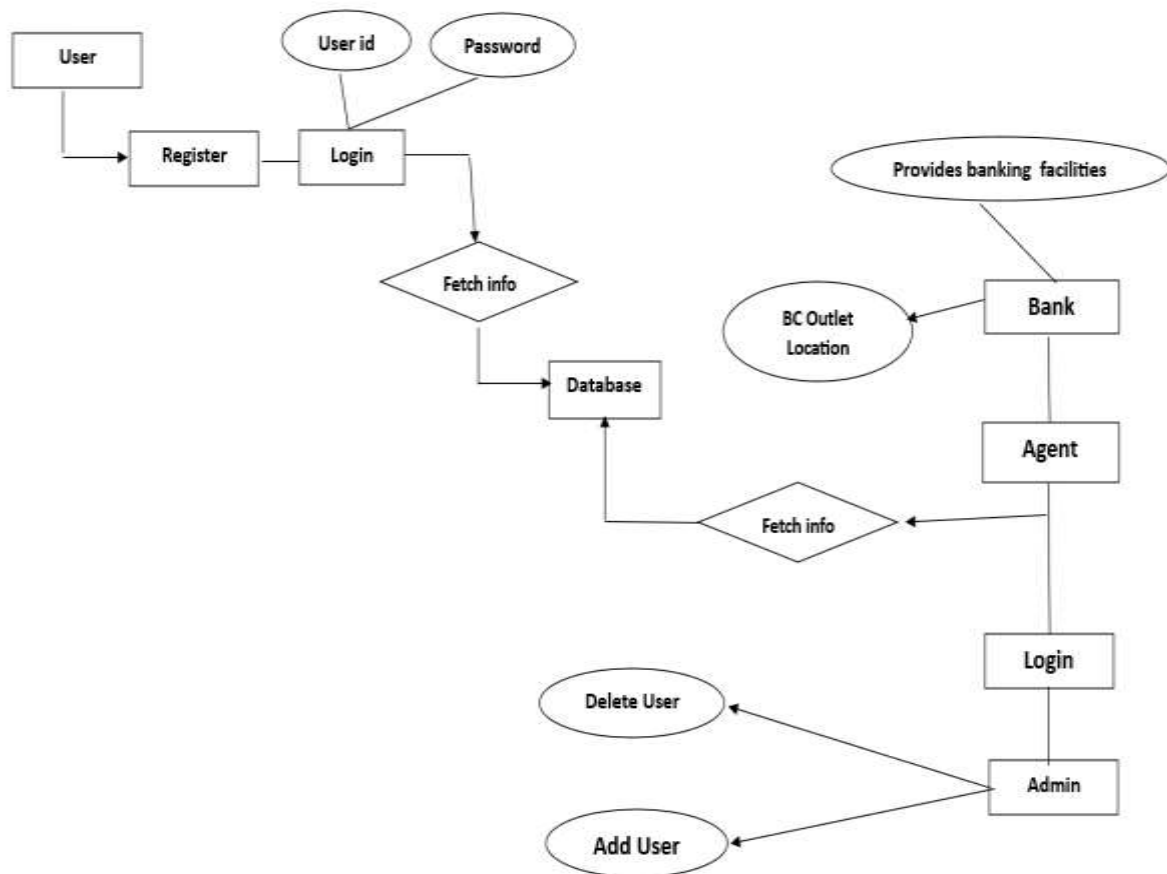 User
User id
Password
Register
Login
Provides banking facilities
Fetch info
BC Outlet
Location
Bank
Database
Agent
Fetch info
Login
Delete User
Admin
Add User